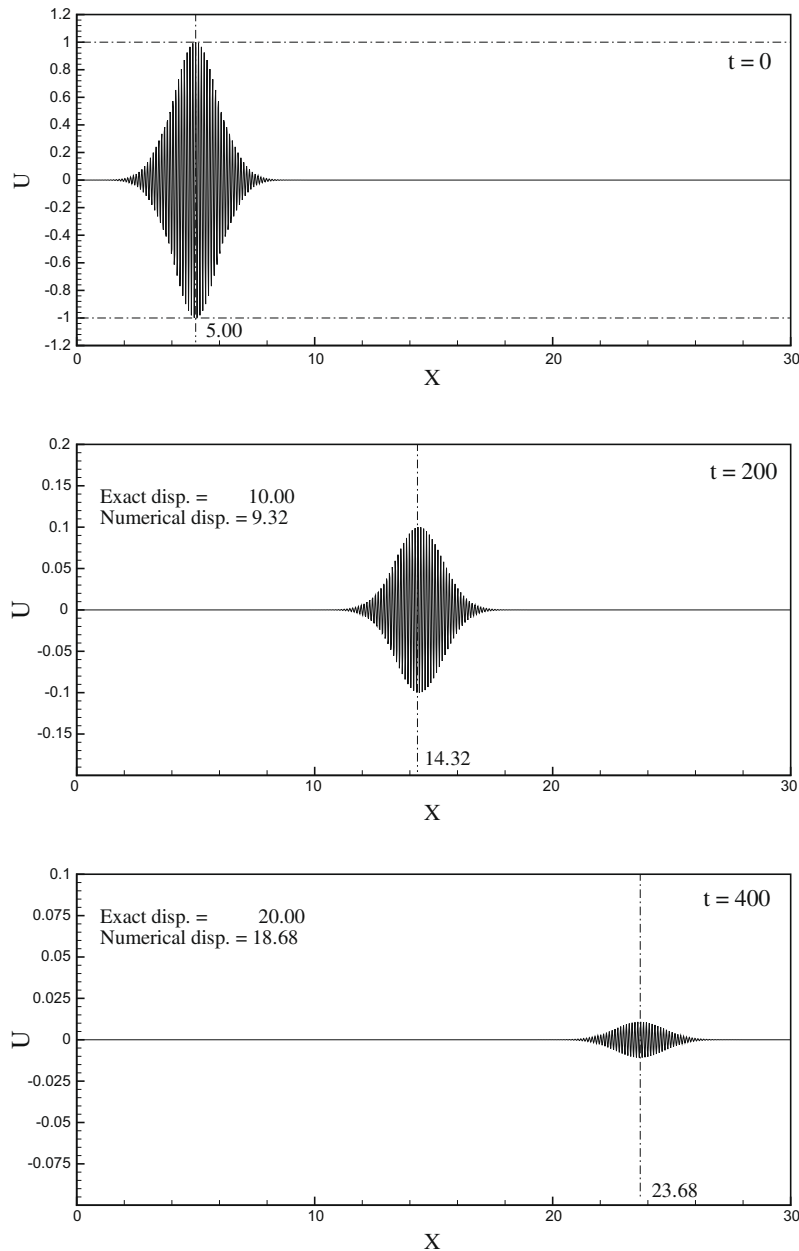 1.2
1
0.8
0.6
0.4
0.2
0
-0.2
-0.4
-0.6
-0.8
-1
-1.2
U
t = 0
5.00
0 10 20 30
X
0.2
0.15
0.1
0.05
0
-0.05
-0.1
-0.15
U
t = 200
Exact disp. = 10.00
Numerical disp. = 9.32
14.32
0 10 20 30
X
0.1
0.075
0.05
0.025
0
-0.025
-0.05
-0.075
U
t = 400
Exact disp. = 20.00
Numerical disp. = 18.68
23.68
0 10 20 30
X